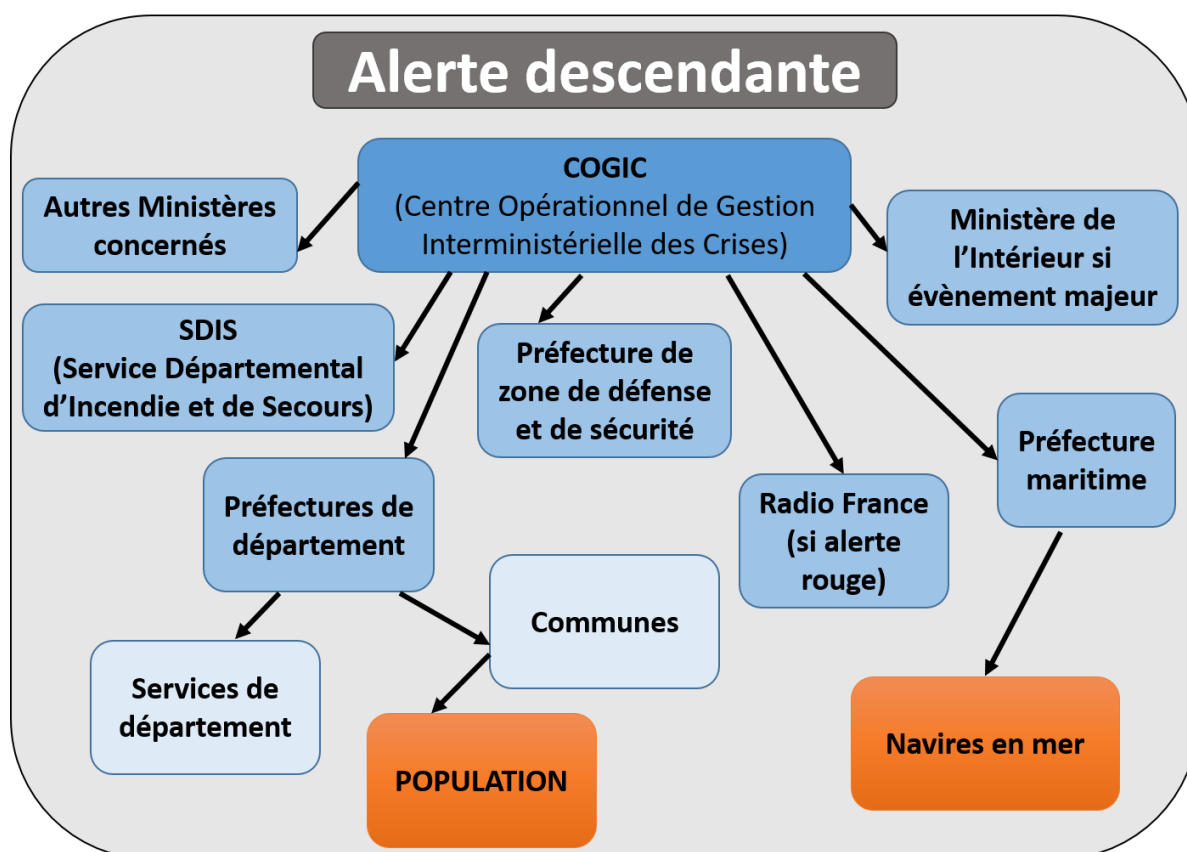 Alerte descendante
COGIC
(Centre Opérationnel de Gestion
Interministérielle des Crises)
Autres Ministères
concernés
Ministère de
l’Intérieur si
évènement majeur
SDIS
(Service Départemental
d’Incendie et de Secours)
Préfecture de
zone de défense
et de sécurité
Préfecture
maritime
Préfectures de
département
Radio France
(si alerte
rouge)
Communes
Services de
département
POPULATION
Navires en mer